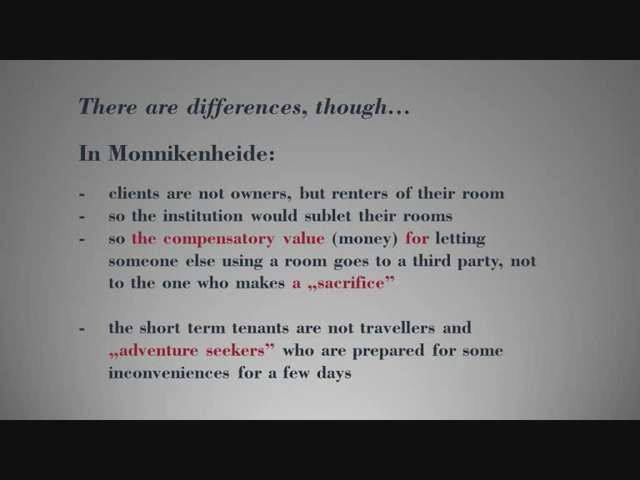 There are differences, though…
In Monnikenheide:
- clients are not owners, but renters of their room
- so the institution would sublet their rooms
- so the compensatory value (money) for letting
someone else using a room goes to a third party, not
to the one who makes a „sacrifice”
- the short term tenants are not travellers and
„adventure seekers” who are prepared for some
inconveniences for a few days